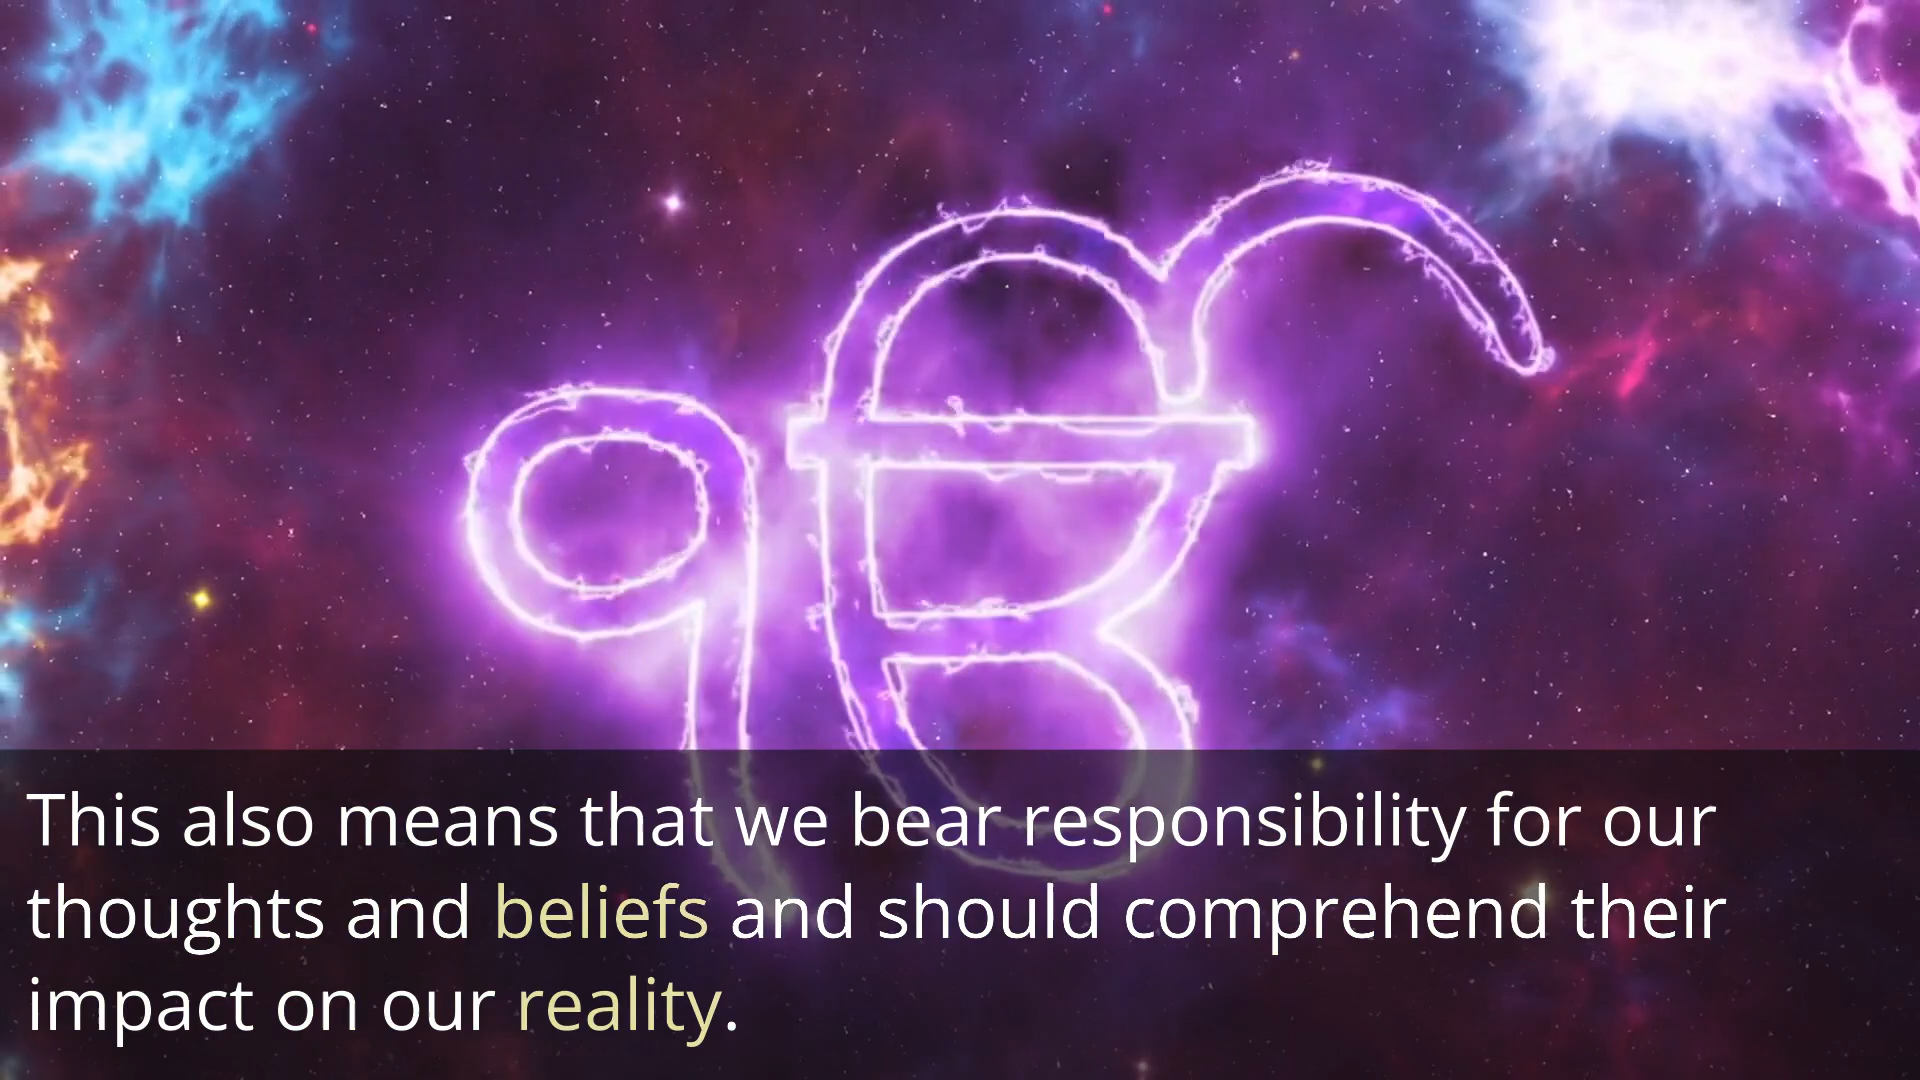 ੴ
This also means that we bear responsibility for our
thoughts and beliefs and should comprehend their
impact on our reality.